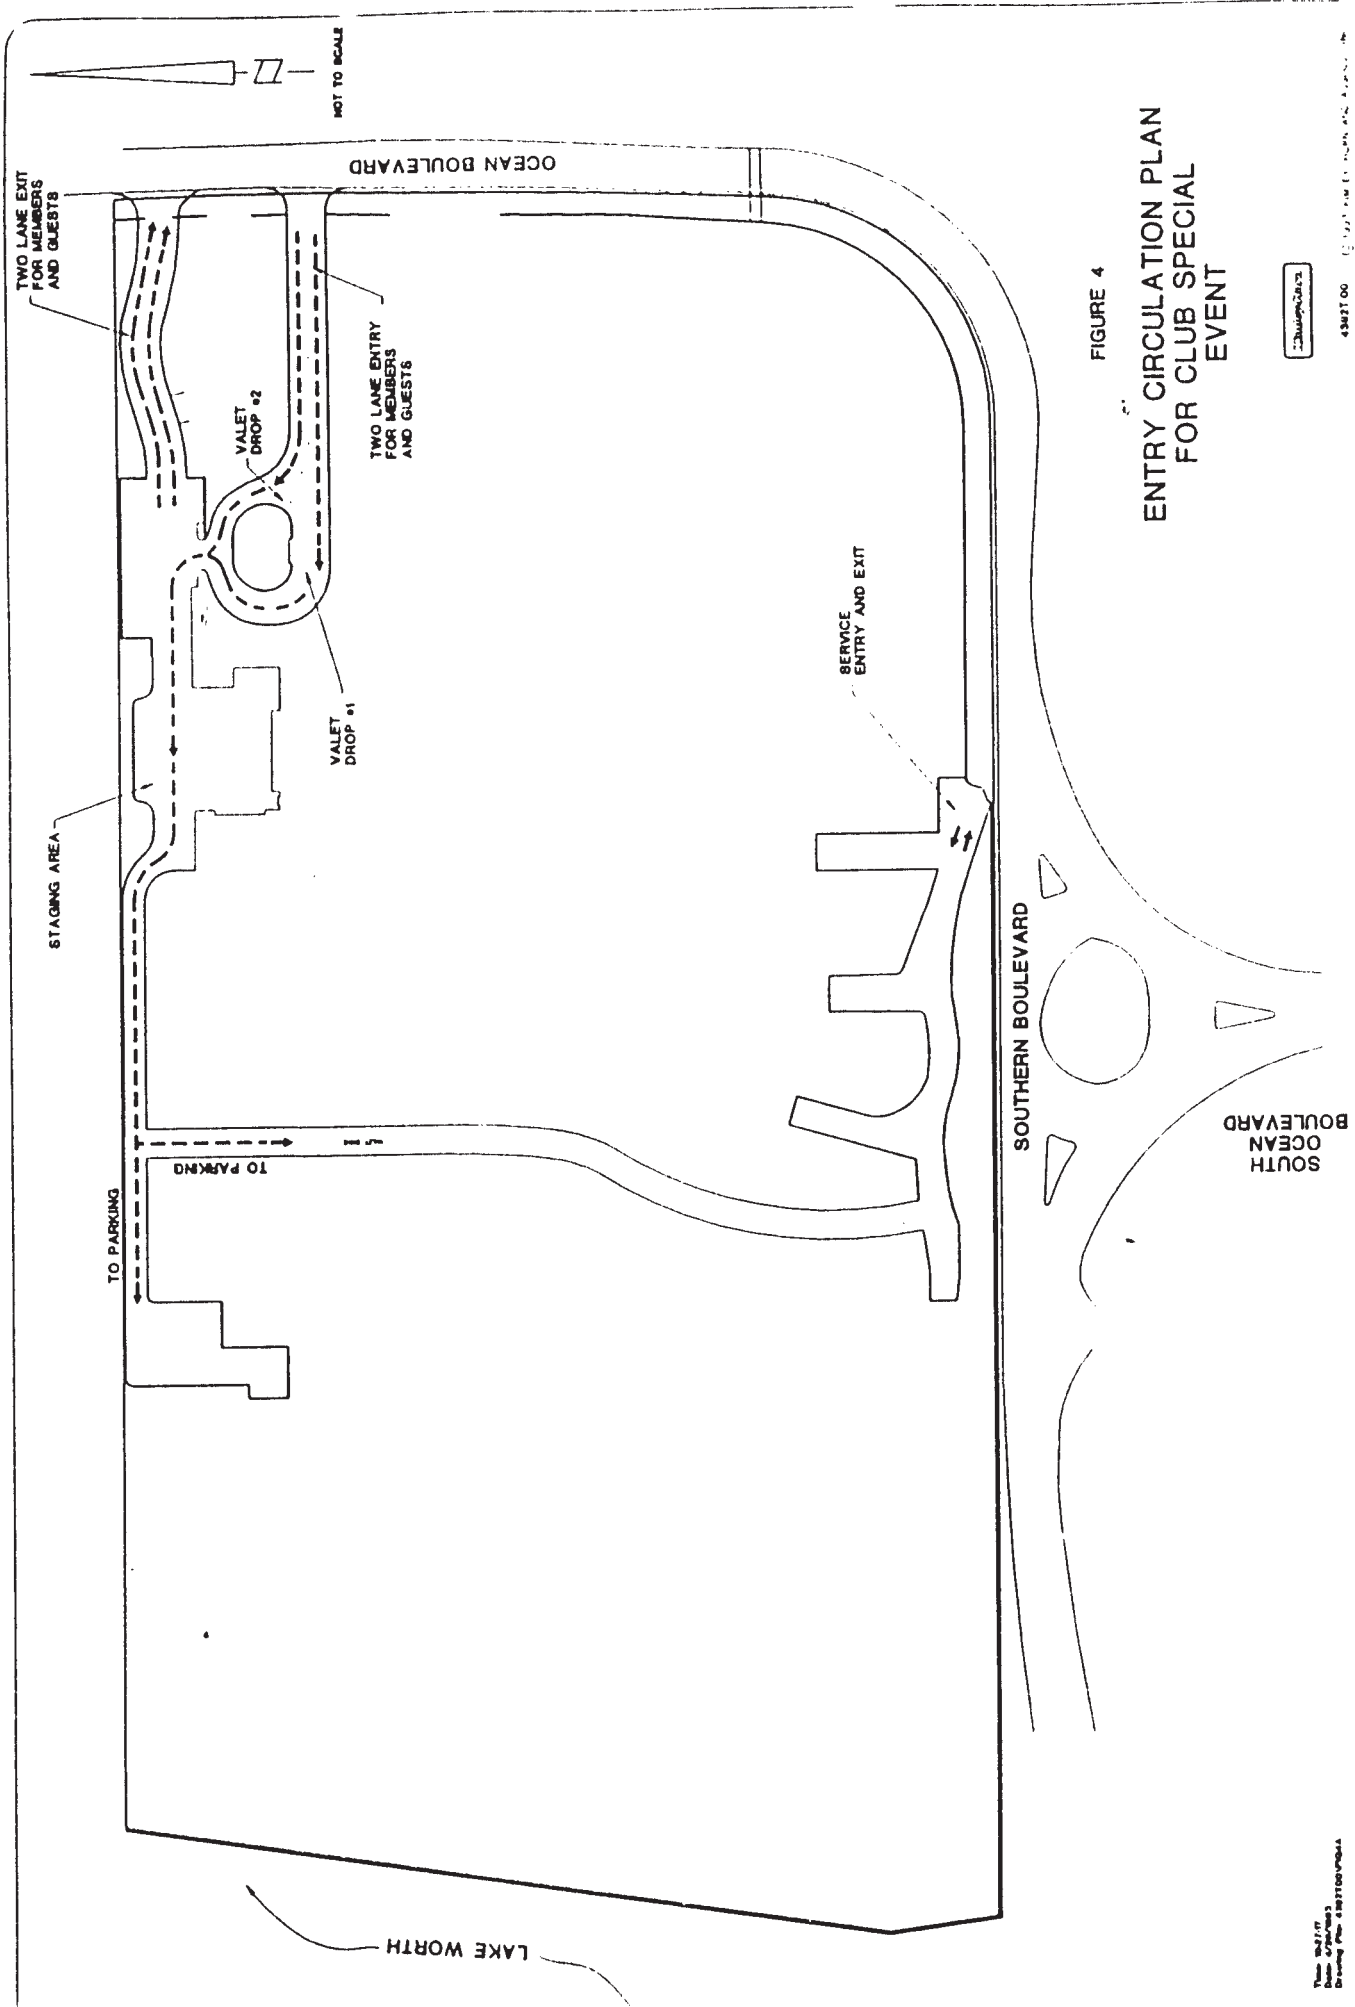 NOT TO SCALE
TWO LANE EXIT
FOR MEMBERS
AND GUESTS
OCEAN BOULEVARD
VALET
DROP #2
TWO LANE ENTRY
FOR MEMBERS
AND GUESTS
VALET
DROP #1
STAGING AREA
TO PARKING
TO PARKING
SERVICE
ENTRY AND EXIT
SOUTHERN BOULEVARD
SOUTH
OCEAN
BOULEVARD
LAKE WORTH
FIGURE 4
ENTRY CIRCULATION PLAN
FOR CLUB SPECIAL
EVENT